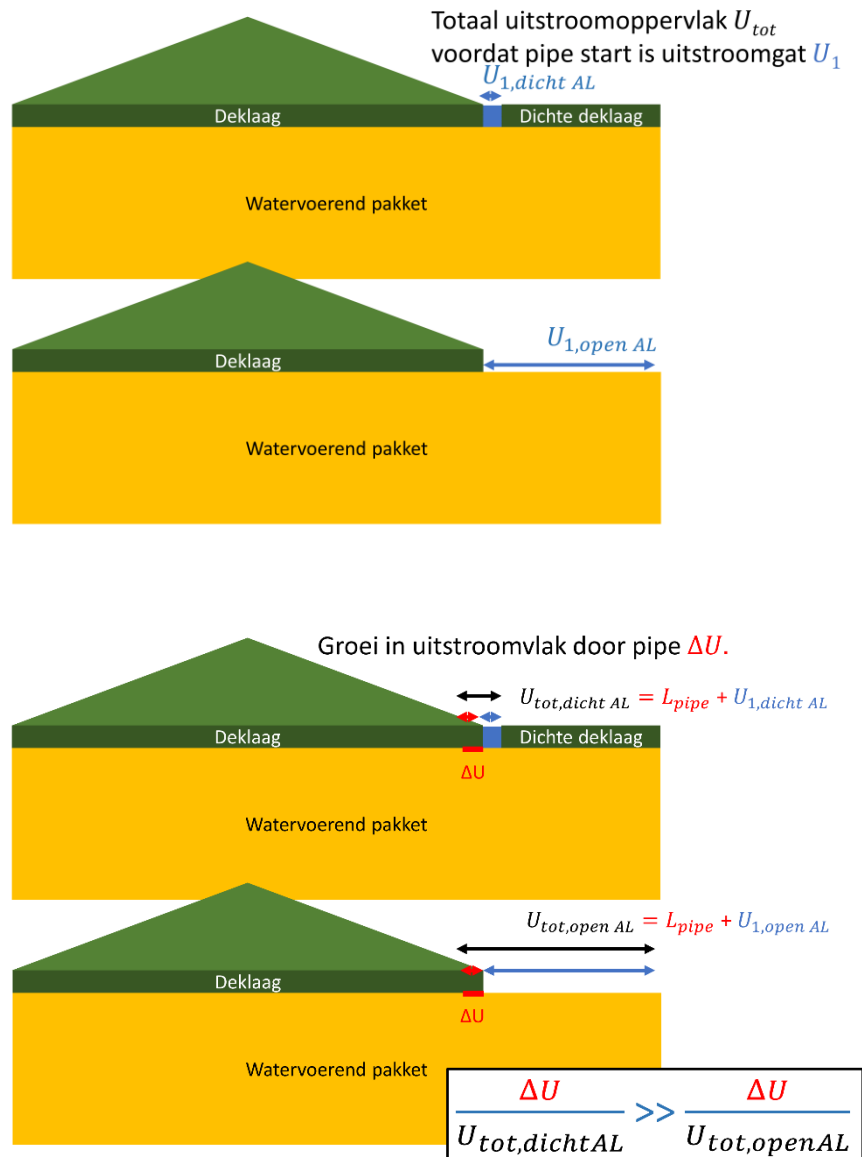 Totaal uitstroomoppervlak U_tot
voordat pipe start is uitstroomgat U_1
U_1,dicht AL
Deklaag
Dichte deklaag
Watervoerend pakket
U_1,open AL
Deklaag
Watervoerend pakket
Groei in uitstroomvlak door pipe ΔU.
U_tot,dicht AL = L_pipe + U_1,dicht AL
Deklaag
Dichte deklaag
ΔU
Watervoerend pakket
U_tot,open AL = L_pipe + U_1,open AL
Deklaag
ΔU
Watervoerend pakket
ΔU / U_tot,dichtAL >> ΔU / U_tot,openAL